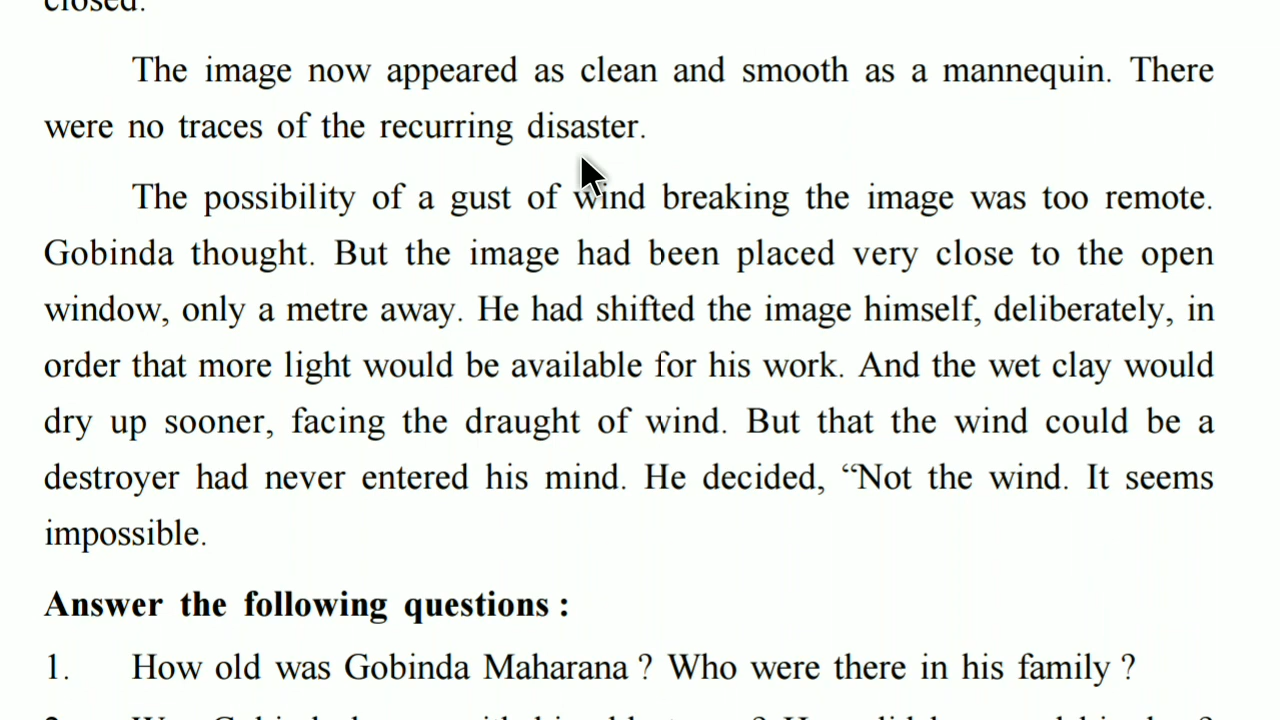 closed.
The image now appeared as clean and smooth as a mannequin. There
were no traces of the recurring disaster.
The possibility of a gust of wind breaking the image was too remote.
Gobinda thought. But the image had been placed very close to the open
window, only a metre away. He had shifted the image himself, deliberately, in
order that more light would be available for his work. And the wet clay would
dry up sooner, facing the draught of wind. But that the wind could be a
destroyer had never entered his mind. He decided, “Not the wind. It seems
impossible.
Answer the following questions :
1. How old was Gobinda Maharana ? Who were there in his family ?